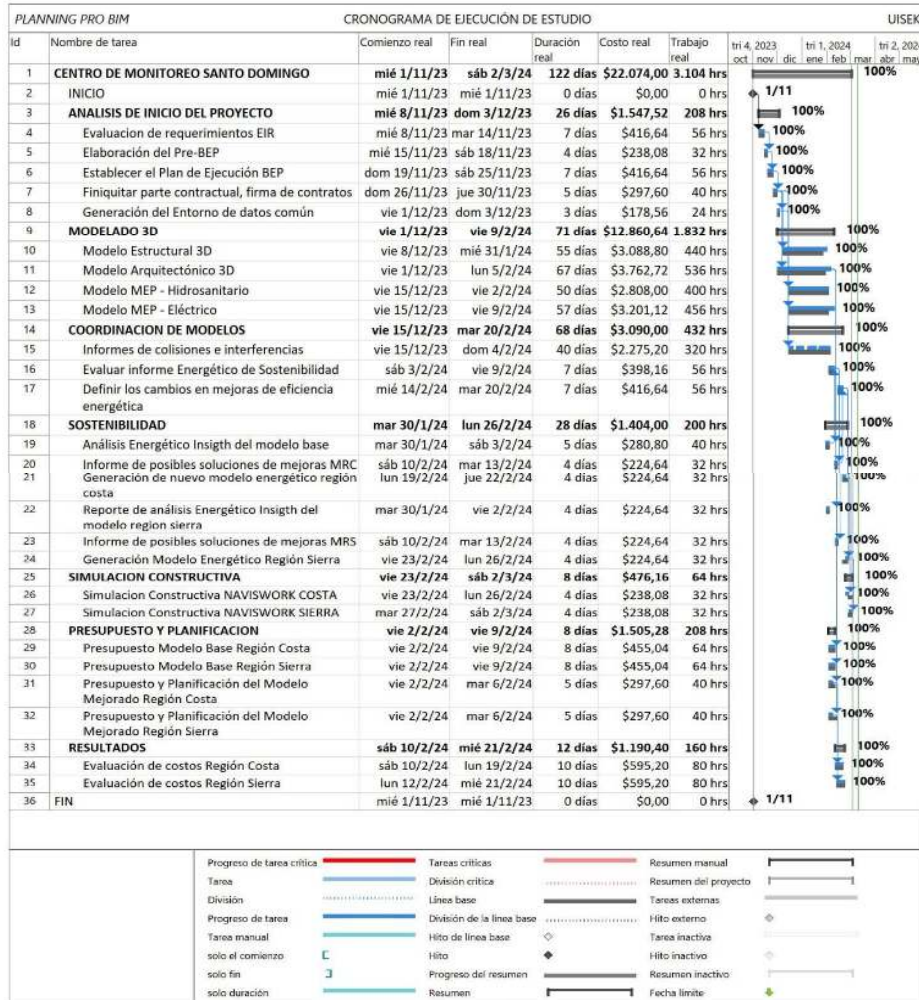 PLANNING PRO BIM CRONOGRAMA DE EJECUCIÓN DE ESTUDIO UISEK
Id Nombre de tarea Comienzo real Fin real Duración real Costo real Trabajo real tri 4, 2023 tri 1, 2024 tri 2, 202
oct nov dic ene feb mar abr may
1 CENTRO DE MONITOREO SANTO DOMINGO mié 1/11/23 sáb 2/3/24 122 días $22.074,00 3.104 hrs 100%
2 INICIO mié 1/11/23 mié 1/11/23 0 días $0,00 0 hrs 1/11
3 ANALISIS DE INICIO DEL PROYECTO mié 8/11/23 dom 3/12/23 26 días $1.547,52 208 hrs 100%
4 Evaluacion de requerimientos EIR mié 8/11/23 mar 14/11/23 7 días $416,64 56 hrs 100%
5 Elaboración del Pre-BEP mié 15/11/23 sáb 18/11/23 4 días $238,08 32 hrs 100%
6 Establecer el Plan de Ejecución BEP dom 19/11/23 sáb 25/11/23 7 días $416,64 56 hrs 100%
7 Finiquitar parte contractual, firma de contratos dom 26/11/23 jue 30/11/23 5 días $297,60 40 hrs 100%
8 Generación del Entorno de datos común vie 1/12/23 dom 3/12/23 3 días $178,56 24 hrs 100%
9 MODELADO 3D vie 1/12/23 vie 9/2/24 71 días $12.860,64 1.832 hrs 100%
10 Modelo Estructural 3D vie 8/12/23 mié 31/1/24 55 días $3.088,80 440 hrs 100%
11 Modelo Arquitectónico 3D vie 1/12/23 lun 5/2/24 67 días $3.762,72 536 hrs 100%
12 Modelo MEP - Hidrosanitario vie 15/12/23 vie 2/2/24 50 días $2.808,00 400 hrs 100%
13 Modelo MEP - Eléctrico vie 15/12/23 vie 9/2/24 57 días $3.201,12 456 hrs 100%
14 COORDINACION DE MODELOS vie 15/12/23 mar 20/2/24 68 días $3.090,00 432 hrs 100%
15 Informes de colisiones e interferencias vie 15/12/23 dom 4/2/24 40 días $2.275,20 320 hrs 100%
16 Evaluar informe Energético de Sostenibilidad sáb 3/2/24 vie 9/2/24 7 días $398,16 56 hrs 100%
17 Definir los cambios en mejoras de eficiencia mié 14/2/24 mar 20/2/24 7 días $416,64 56 hrs 100%
energética
18 SOSTENIBILIDAD mar 30/1/24 lun 26/2/24 28 días $1.404,00 200 hrs 100%
19 Análisis Energético Insigth del modelo base mar 30/1/24 sáb 3/2/24 5 días $280,80 40 hrs 100%
20 Informe de posibles soluciones de mejoras MRC sáb 10/2/24 mar 13/2/24 4 días $224,64 32 hrs 100%
21 Generación de nuevo modelo energético región lun 19/2/24 jue 22/2/24 4 días $224,64 32 hrs 100%
costa
22 Reporte de análisis Energético Insigth del mar 30/1/24 vie 2/2/24 4 días $224,64 32 hrs 100%
modelo region sierra
23 Informe de posibles soluciones de mejoras MRS sáb 10/2/24 mar 13/2/24 4 días $224,64 32 hrs 100%
24 Generación Modelo Energético Región Sierra vie 23/2/24 lun 26/2/24 4 días $224,64 32 hrs 100%
25 SIMULACION CONSTRUCTIVA vie 23/2/24 sáb 2/3/24 8 días $476,16 64 hrs 100%
26 Simulacion Constructiva NAVISWORK COSTA vie 23/2/24 lun 26/2/24 4 días $238,08 32 hrs 100%
27 Simulacion Constructiva NAVISWORK SIERRA mar 27/2/24 sáb 2/3/24 4 días $238,08 32 hrs 100%
28 PRESUPUESTO Y PLANIFICACION vie 2/2/24 vie 9/2/24 8 días $1.505,28 208 hrs 100%
29 Presupuesto Modelo Base Región Costa vie 2/2/24 vie 9/2/24 8 días $455,04 64 hrs 100%
30 Presupuesto Modelo Base Región Sierra vie 2/2/24 vie 9/2/24 8 días $455,04 64 hrs 100%
31 Presupuesto y Planificación del Modelo vie 2/2/24 mar 6/2/24 5 días $297,60 40 hrs 100%
Mejorado Región Costa
32 Presupuesto y Planificación del Modelo vie 2/2/24 mar 6/2/24 5 días $297,60 40 hrs 100%
Mejorado Región Sierra
33 RESULTADOS sáb 10/2/24 mié 21/2/24 12 días $1.190,40 160 hrs 100%
34 Evaluación de costos Región Costa sáb 10/2/24 lun 19/2/24 10 días $595,20 80 hrs 100%
35 Evaluación de costos Región Sierra lun 12/2/24 mié 21/2/24 10 días $595,20 80 hrs 100%
36 FIN mié 1/11/23 mié 1/11/23 0 días $0,00 0 hrs 1/11
Progreso de tarea crítica Tareas críticas Resumen manual
Tarea División crítica Resumen del proyecto
División Línea base Tareas externas
Progreso de tarea División de la línea base Hito externo
Tarea manual Hito de línea base Tarea inactiva
solo el comienzo Hito Hito inactivo
solo fin Progreso del resumen Resumen inactivo
solo duración Resumen Fecha límite